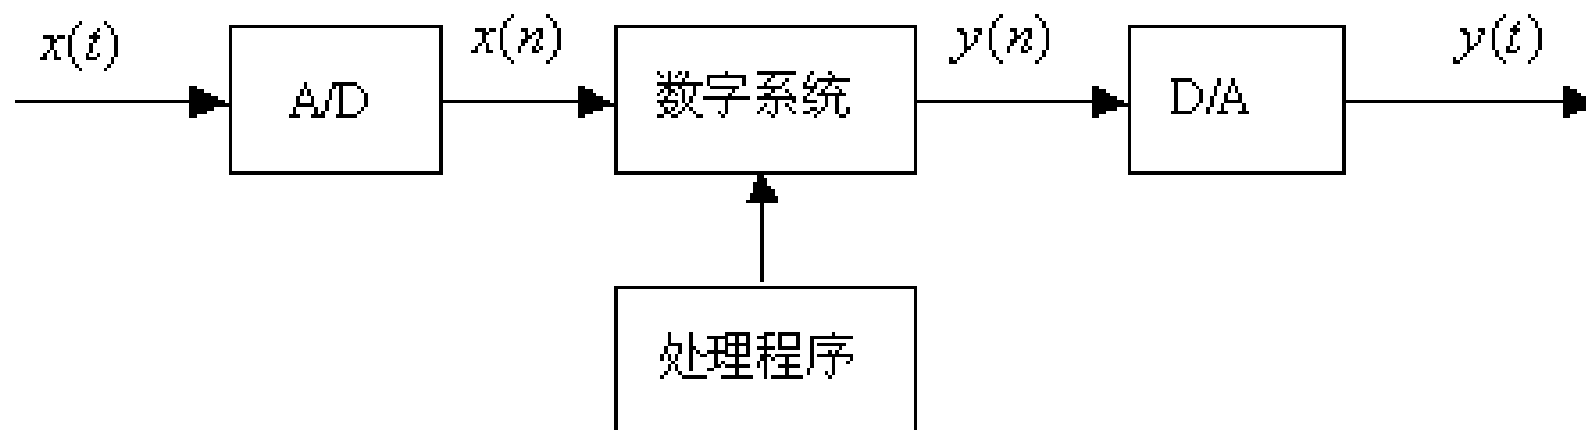 x(t)
A/D
x(n)
数字系统
y(n)
D/A
y(t)
处理程序